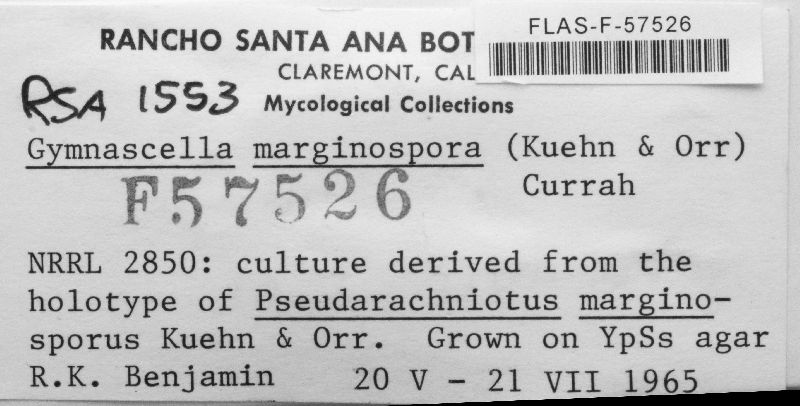 FLAS-F-57526
RANCHO SANTA ANA BOT
CLAREMONT, CAL
RSA 1553 Mycological Collections
Gymnascella marginospora (Kuehn & Orr)
Currah
F57526
NRRL 2850: culture derived from the
holotype of Pseudarachniotus margino-
sporus Kuehn & Orr. Grown on YpSs agar
R.K. Benjamin 20 V - 21 VII 1965